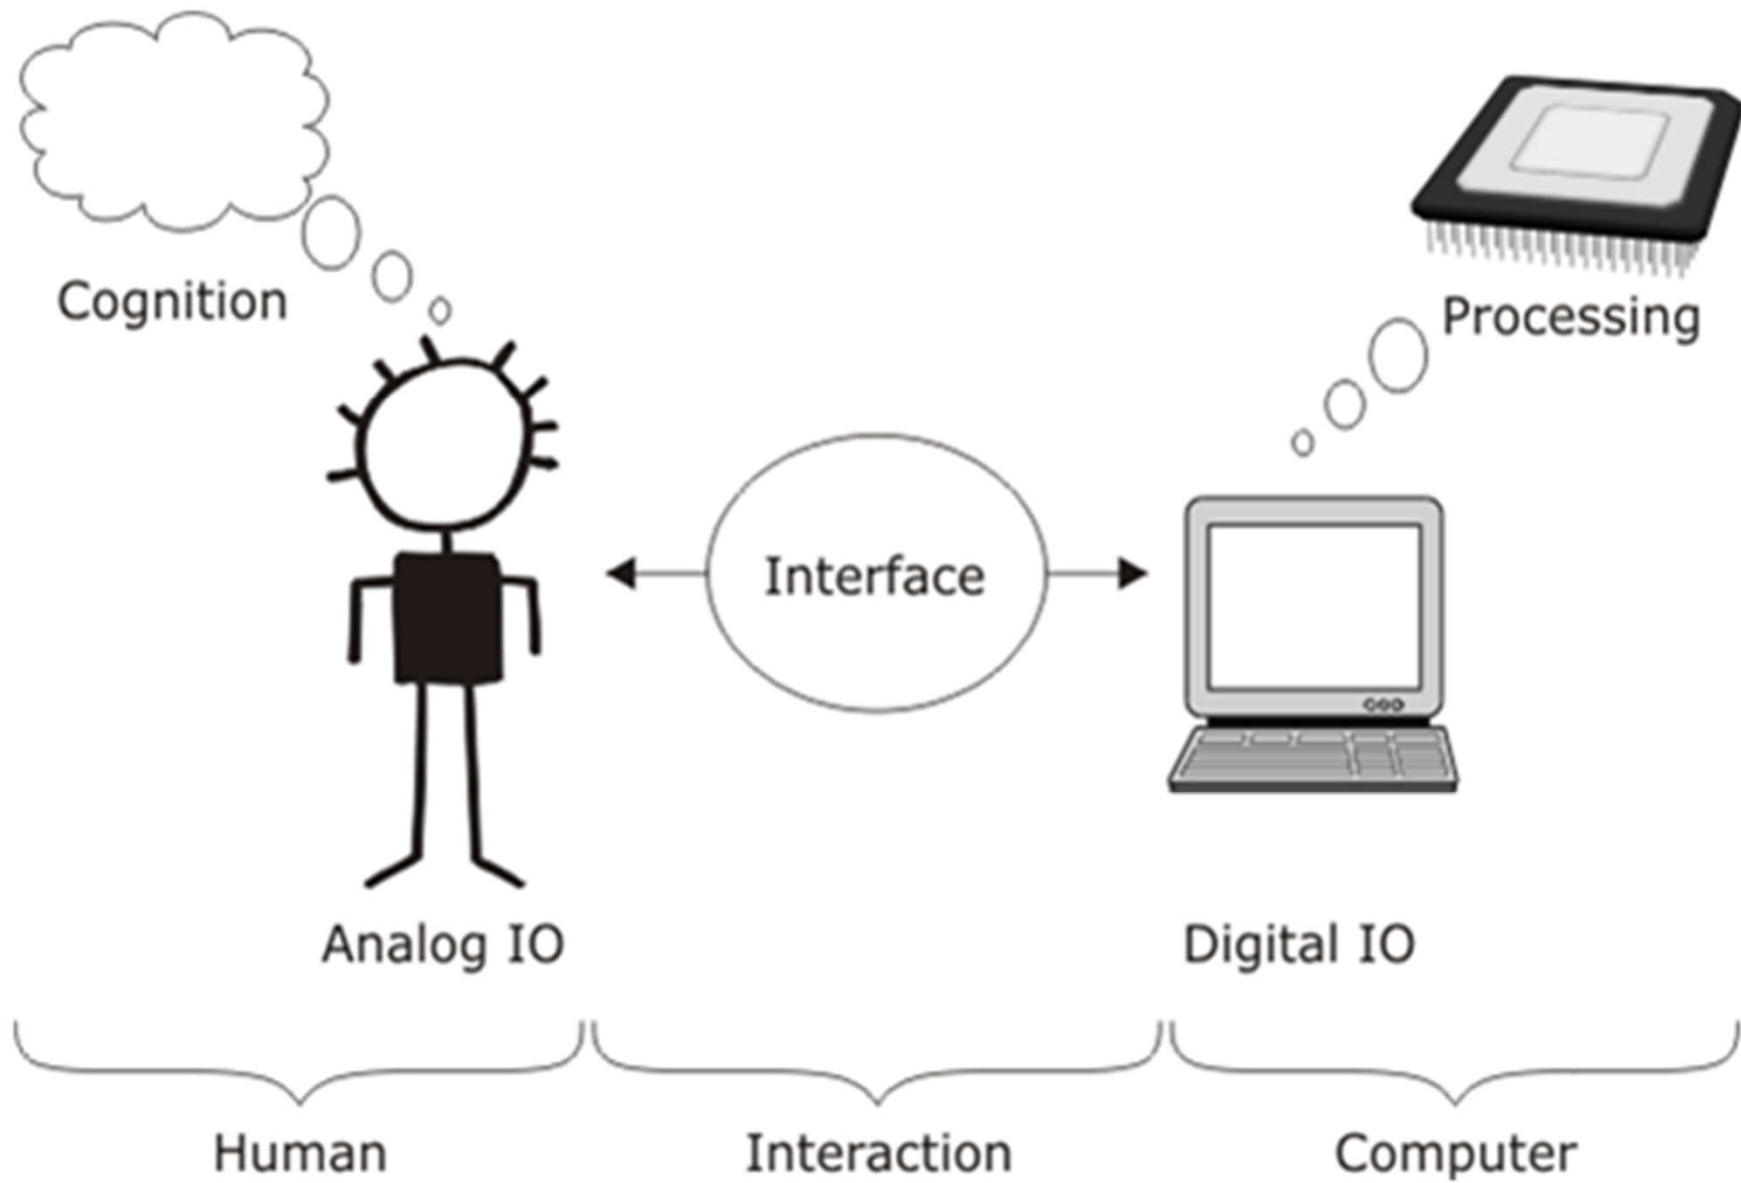 Cognition
Processing
Interface
Analog IO
Digital IO
Human
Interaction
Computer